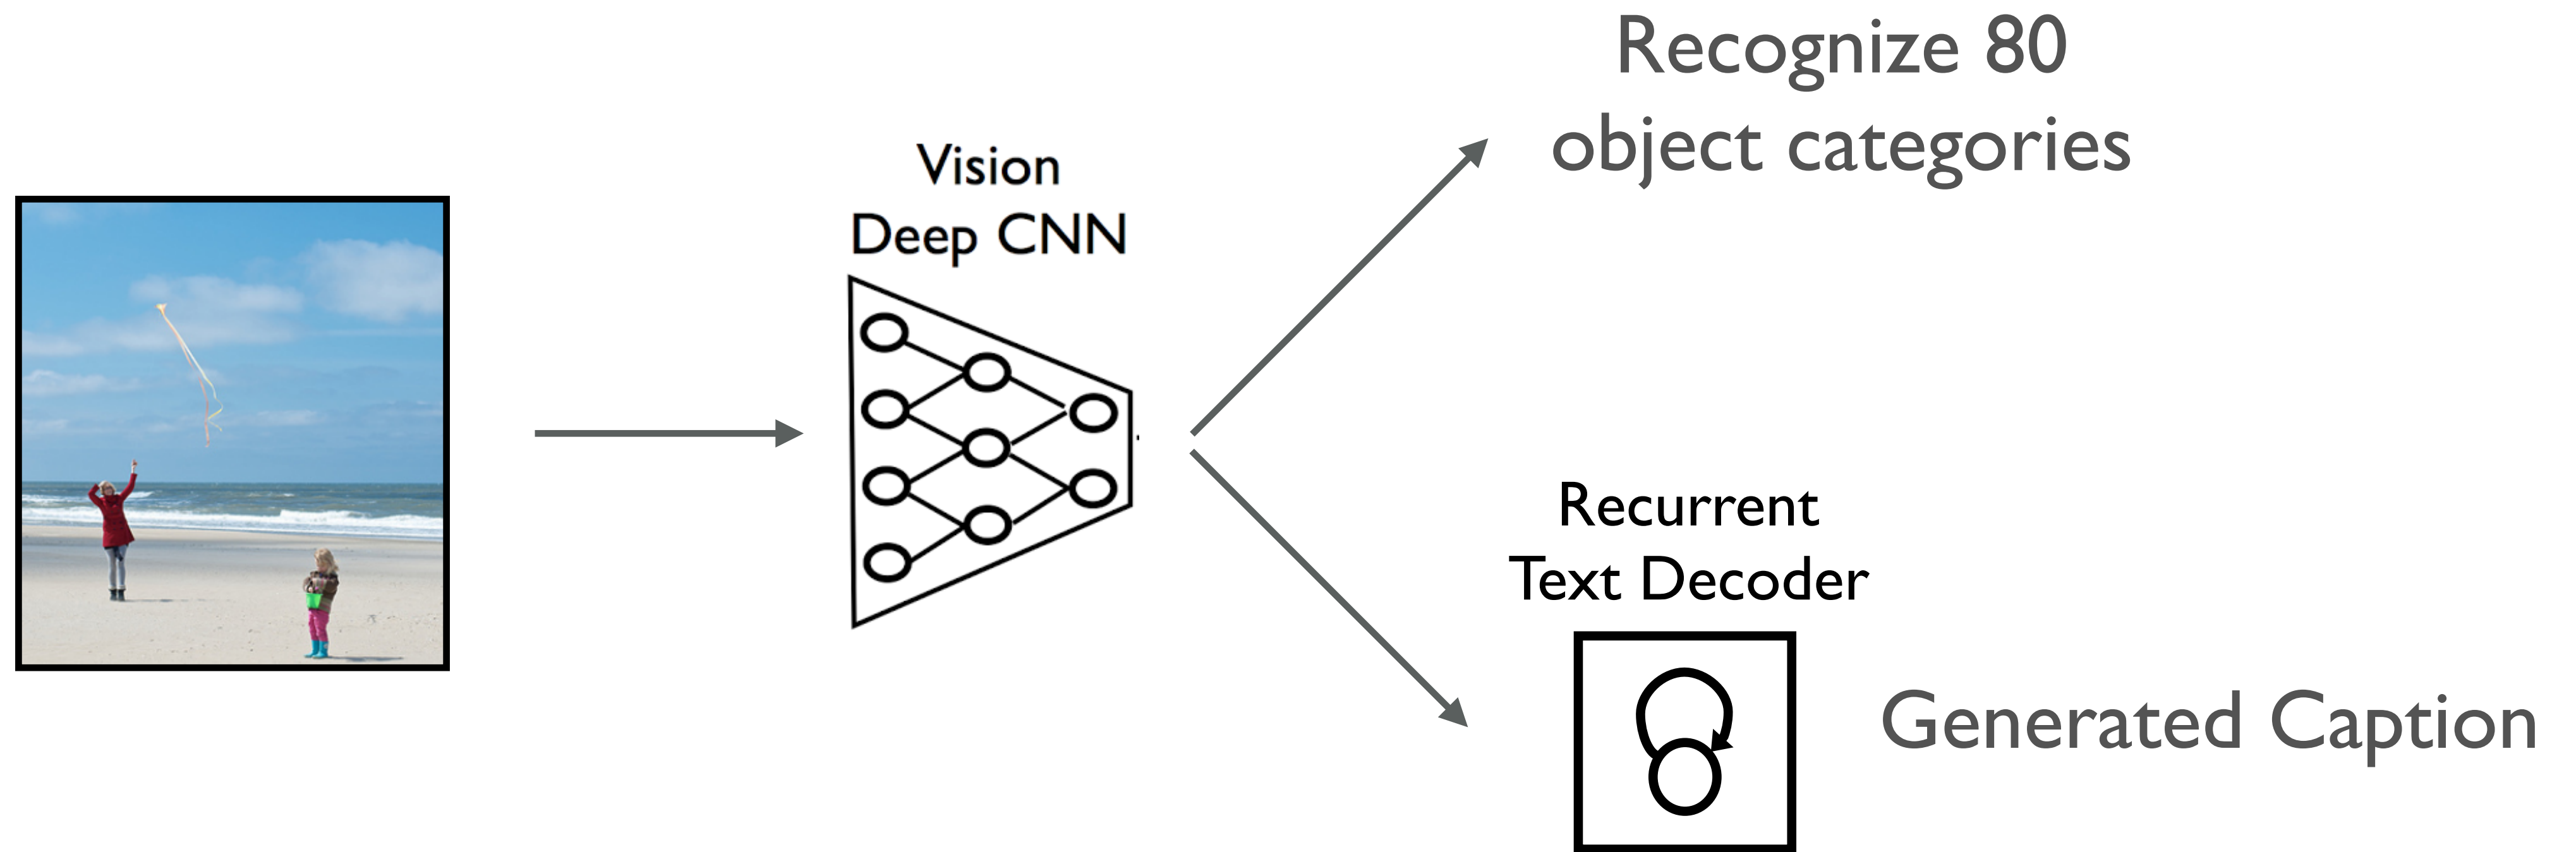 Recognize 80
object categories
Vision
Deep CNN
Recurrent
Text Decoder
Generated Caption